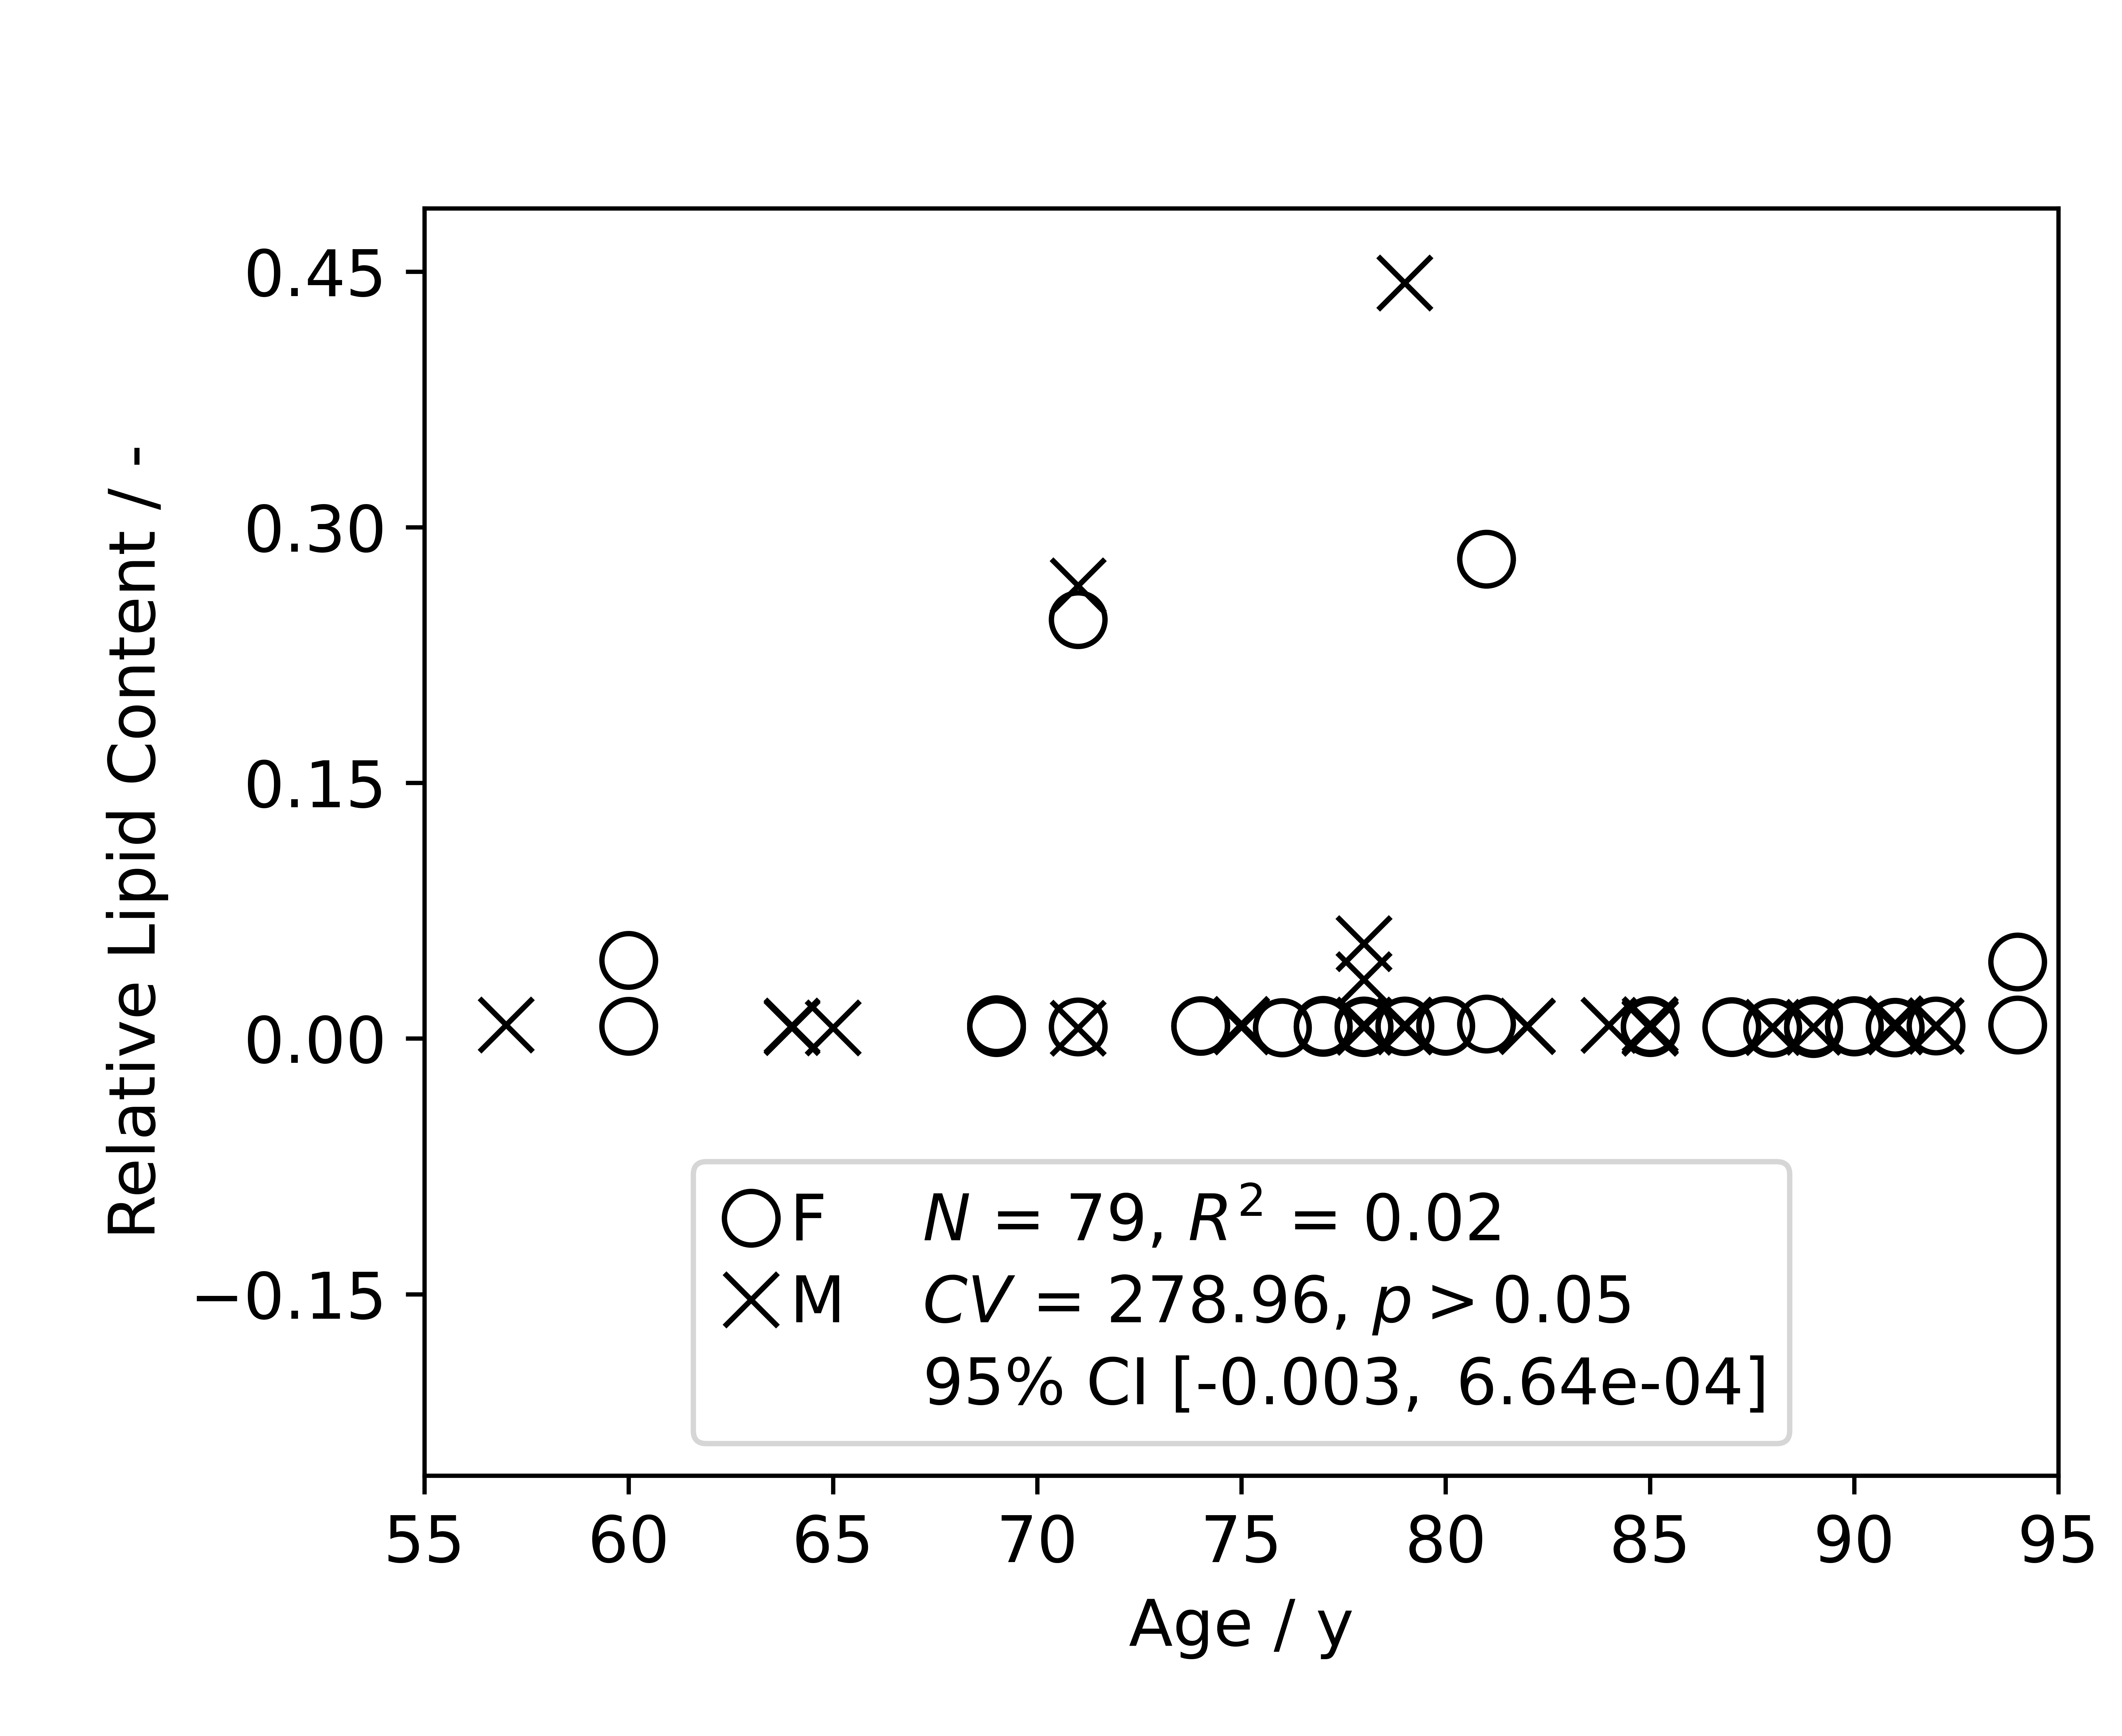 Relative Lipid Content / -
0.45
0.30
0.15
0.00
−0.15
F
M
N = 79, R² = 0.02
CV = 278.96, p > 0.05
95% CI [-0.003, 6.64e-04]
55 60 65 70 75 80 85 90 95
Age / y